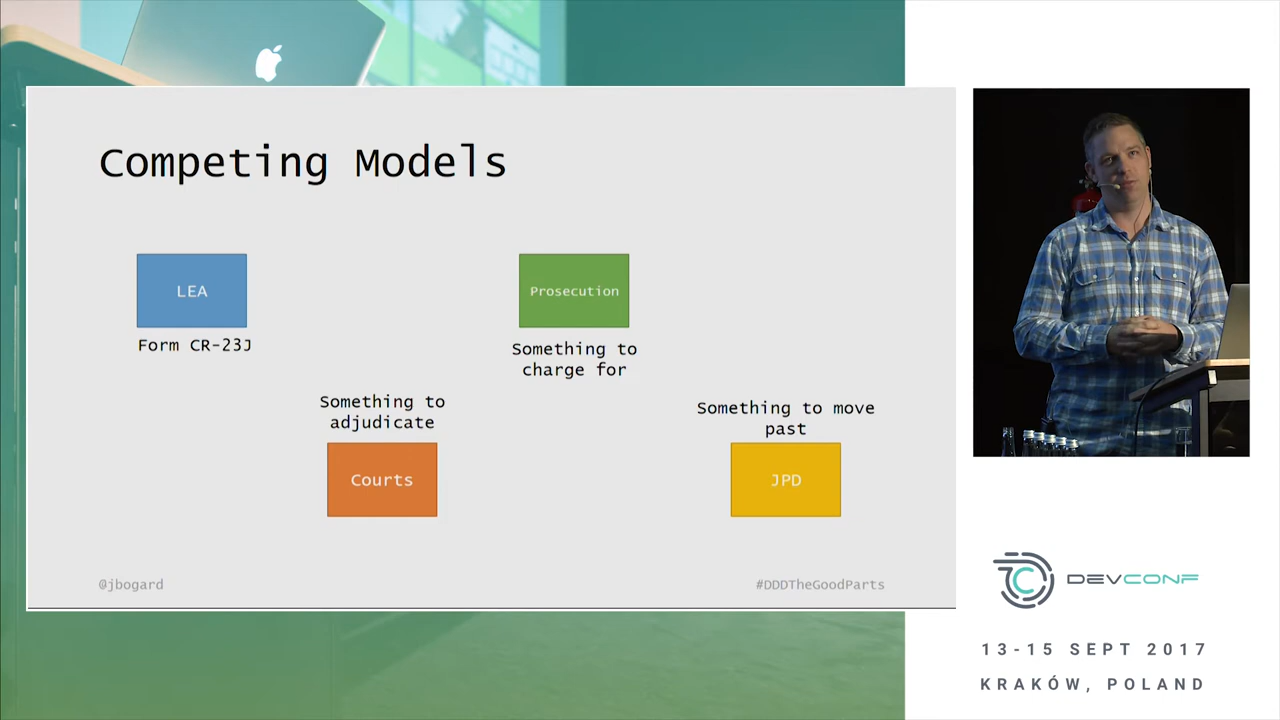 Competing Models
LEA
Form CR-23J
Prosecution
Something to
charge for
Something to
adjudicate
Courts
Something to move
past
JPD
@jbogard
#DDDTheGoodParts
DEVCONF
13-15 SEPT 2017
KRAKÓW, POLAND